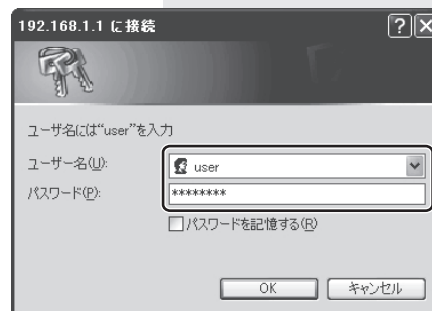 192.168.1.1 に接続
ユーザ名には“user”を入力
ユーザー名(U):
user
パスワード(P):
********
パスワードを記憶する(R)
OK
キャンセル